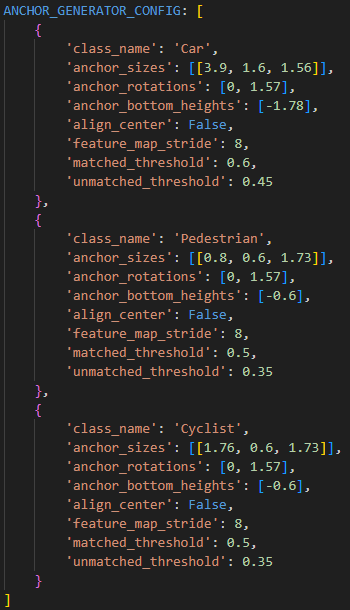 ANCHOR_GENERATOR_CONFIG: [
    {
        'class_name': 'Car',
        'anchor_sizes': [[3.9, 1.6, 1.56]],
        'anchor_rotations': [0, 1.57],
        'anchor_bottom_heights': [-1.78],
        'align_center': False,
        'feature_map_stride': 8,
        'matched_threshold': 0.6,
        'unmatched_threshold': 0.45
    },
    {
        'class_name': 'Pedestrian',
        'anchor_sizes': [[0.8, 0.6, 1.73]],
        'anchor_rotations': [0, 1.57],
        'anchor_bottom_heights': [-0.6],
        'align_center': False,
        'feature_map_stride': 8,
        'matched_threshold': 0.5,
        'unmatched_threshold': 0.35
    },
    {
        'class_name': 'Cyclist',
        'anchor_sizes': [[1.76, 0.6, 1.73]],
        'anchor_rotations': [0, 1.57],
        'anchor_bottom_heights': [-0.6],
        'align_center': False,
        'feature_map_stride': 8,
        'matched_threshold': 0.5,
        'unmatched_threshold': 0.35
    }
]